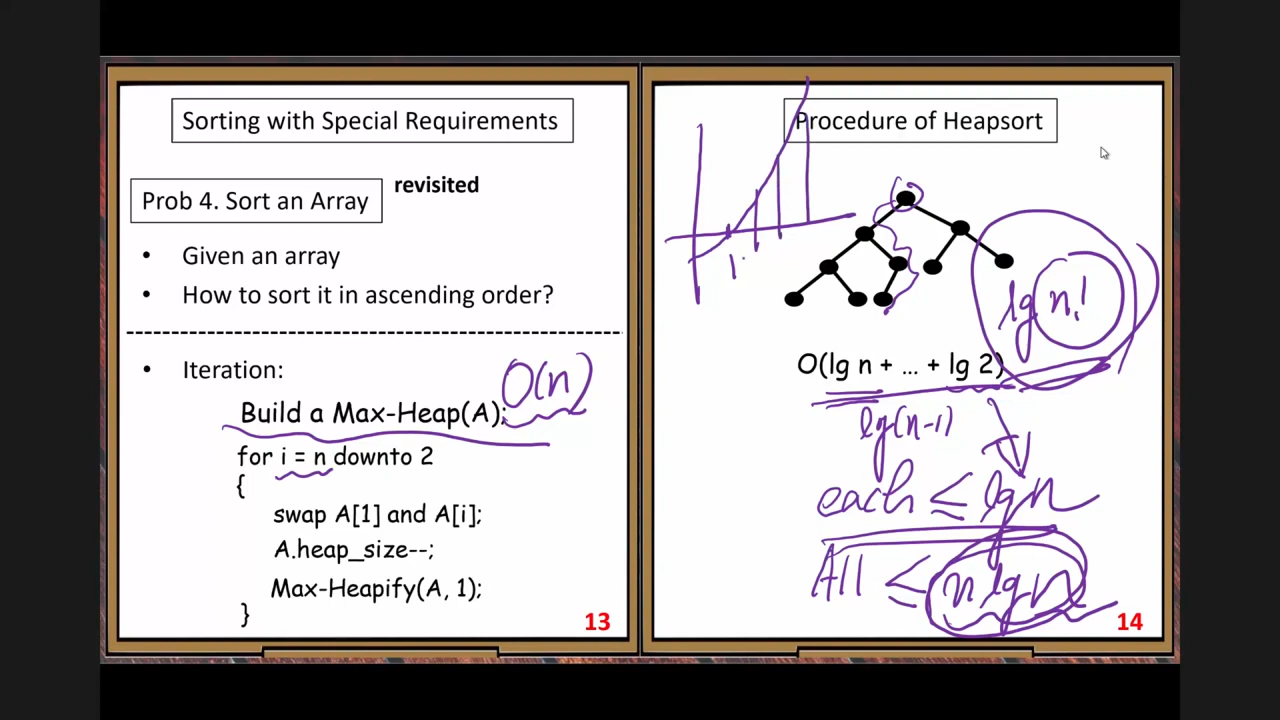 Sorting with Special Requirements
Prob 4. Sort an Array
revisited
• Given an array
• How to sort it in ascending order?
• Iteration:
O(n)
Build a Max-Heap(A);
for i = n downto 2
{
swap A[1] and A[i];
A.heap_size--;
Max-Heapify(A, 1);
}
13
Procedure of Heapsort
1
lg n!
O(lg n + ... + lg 2)
lg(n-1)
each ≤ lg n
All ≤ n lg n
14